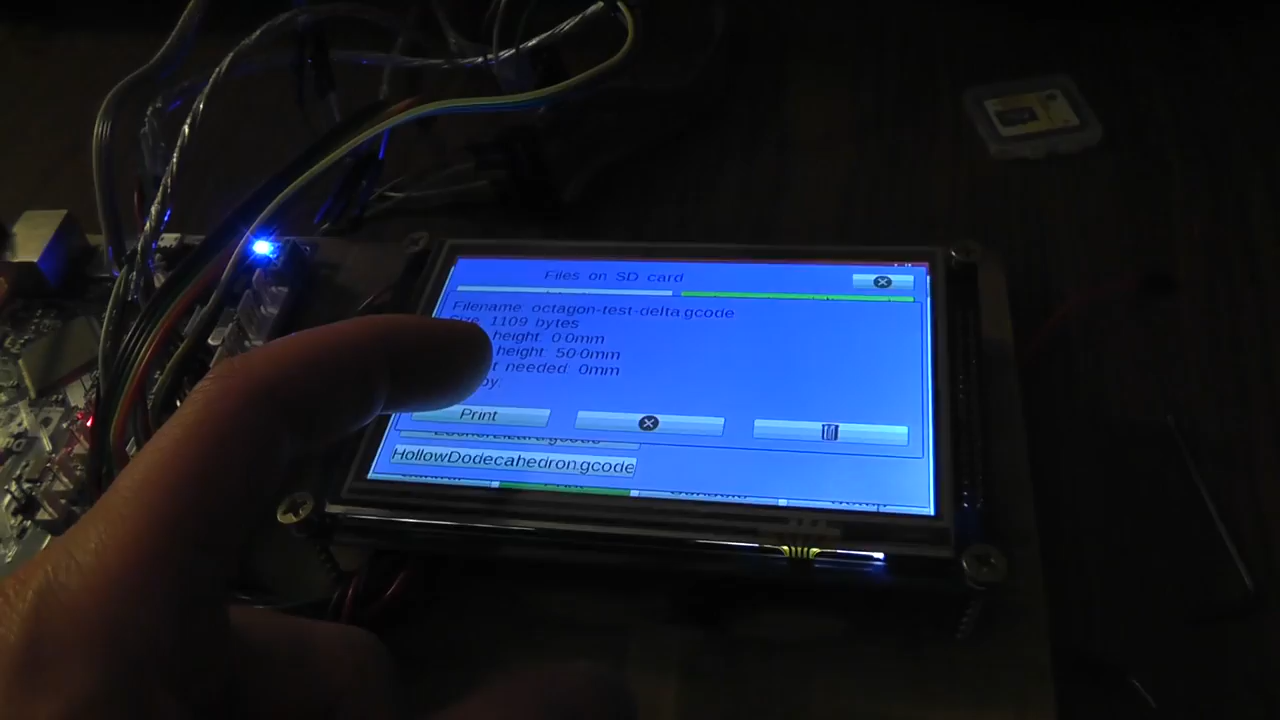 Files on SD card
Filename: octagon-test-delta.gcode
Size: 1109 bytes
height: 0.0mm
height: 50.0mm
needed: 0mm
Print
HollowDodecahedron.gcode